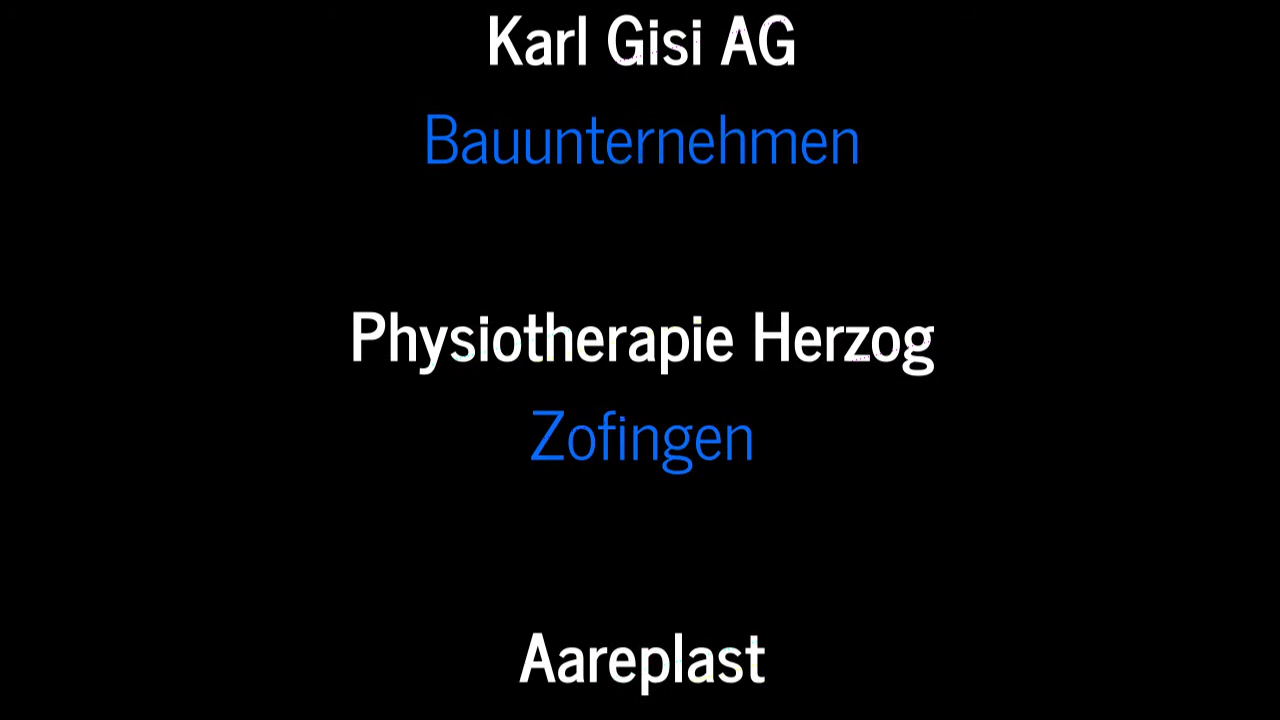 Karl Gisi AG
Bauunternehmen
Physiotherapie Herzog
Zofingen
Aareplast